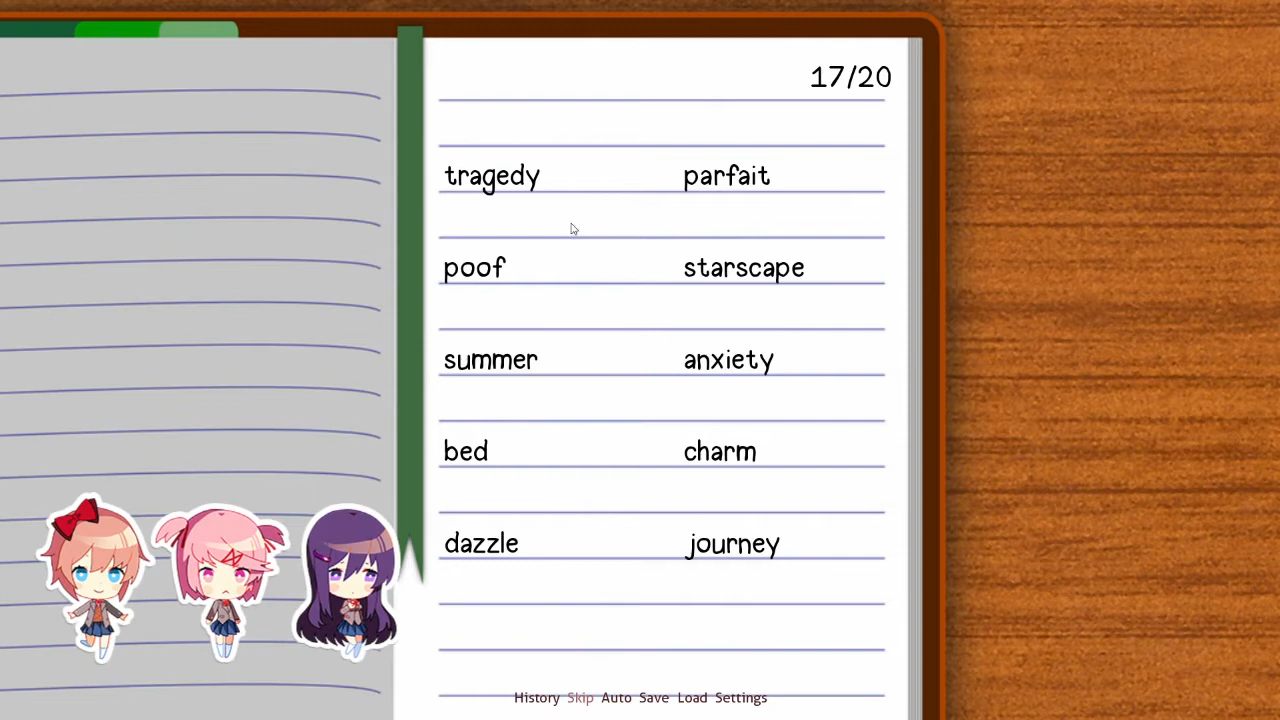 17/20
tragedy parfait
poof starscape
summer anxiety
bed charm
dazzle journey
History Skip Auto Save Load Settings